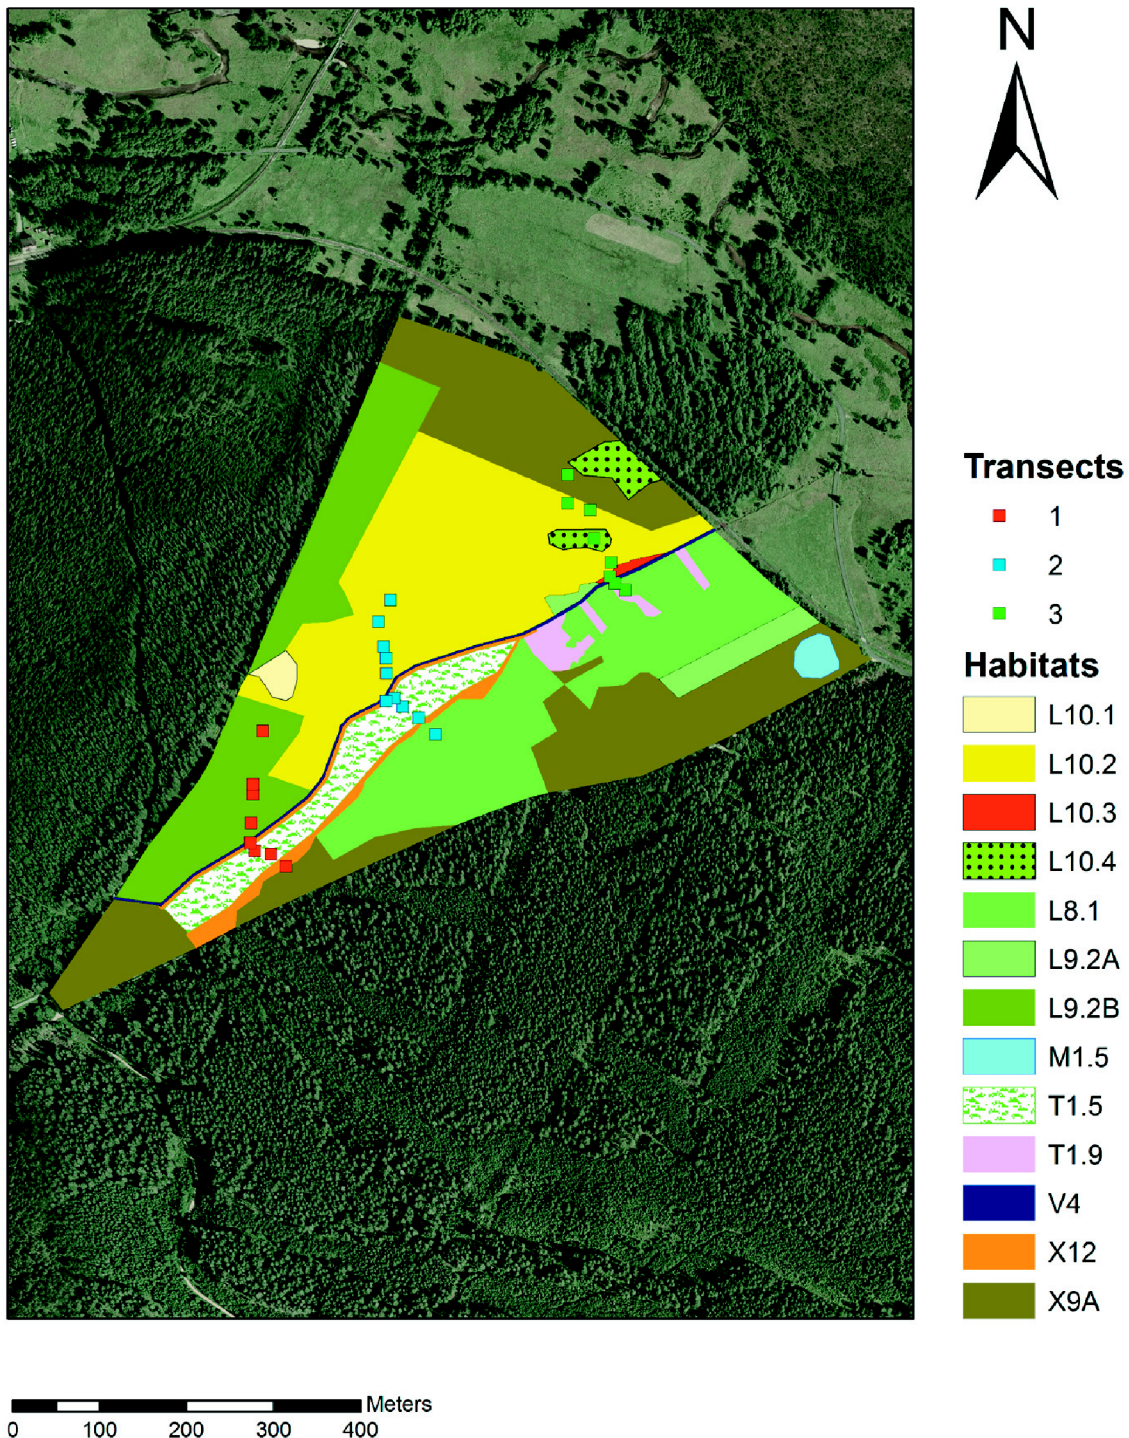 N
Transects
1
2
3
Habitats
L10.1
L10.2
L10.3
L10.4
L8.1
L9.2A
L9.2B
M1.5
T1.5
T1.9
V4
X12
X9A
Meters
0 100 200 300 400